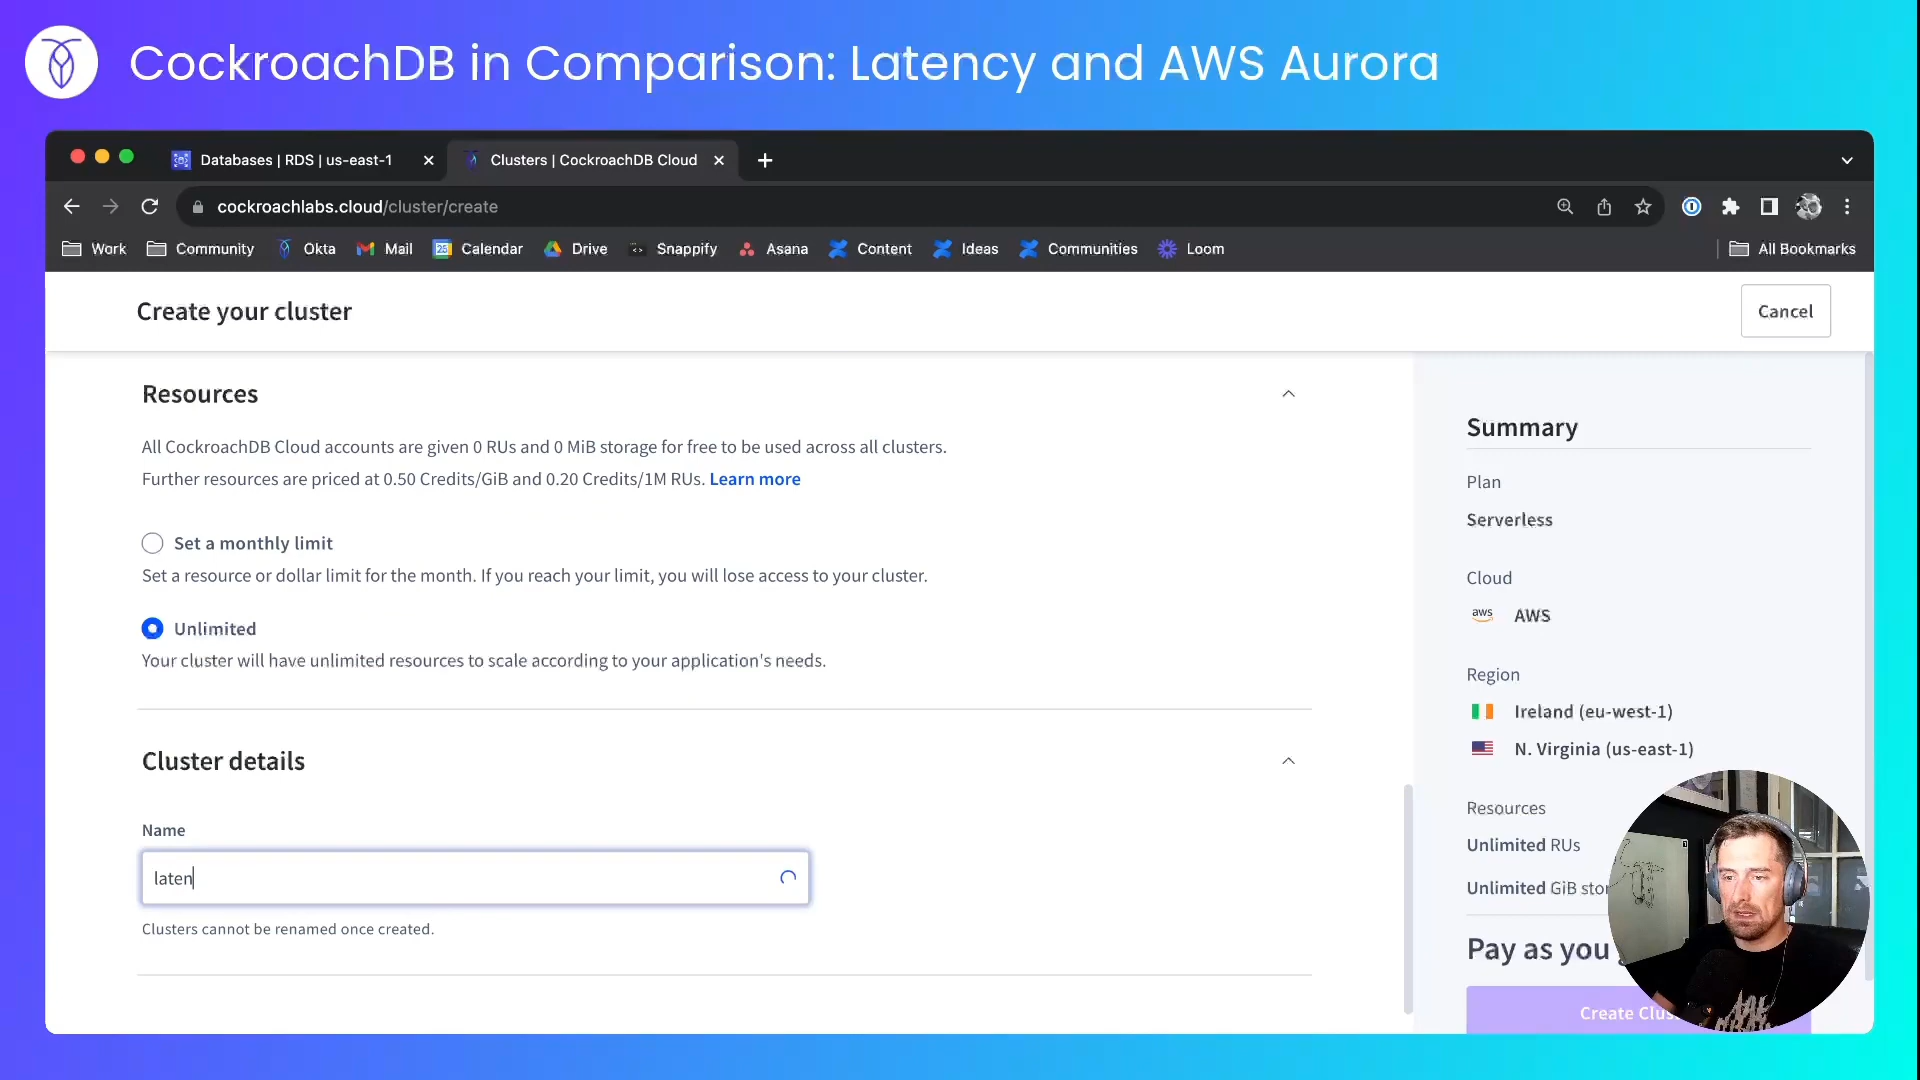 CockroachDB in Comparison: Latency and AWS Aurora
Databases | RDS | us-east-1
Clusters | CockroachDB Cloud
cockroachlabs.cloud/cluster/create
Work Community Okta Mail 25 Calendar Drive Snappify Asana Content Ideas Communities Loom All Bookmarks
Create your cluster
Cancel
Resources
All CockroachDB Cloud accounts are given 0 RUs and 0 MiB storage for free to be used across all clusters.
Further resources are priced at 0.50 Credits/GiB and 0.20 Credits/1M RUs. Learn more
Set a monthly limit
Set a resource or dollar limit for the month. If you reach your limit, you will lose access to your cluster.
Unlimited
Your cluster will have unlimited resources to scale according to your application's needs.
Cluster details
Name
laten
Clusters cannot be renamed once created.
Summary
Plan
Serverless
Cloud
aws AWS
Region
Ireland (eu-west-1)
N. Virginia (us-east-1)
Resources
Unlimited RUs
Unlimited GiB stor
Pay as you
Create Clus